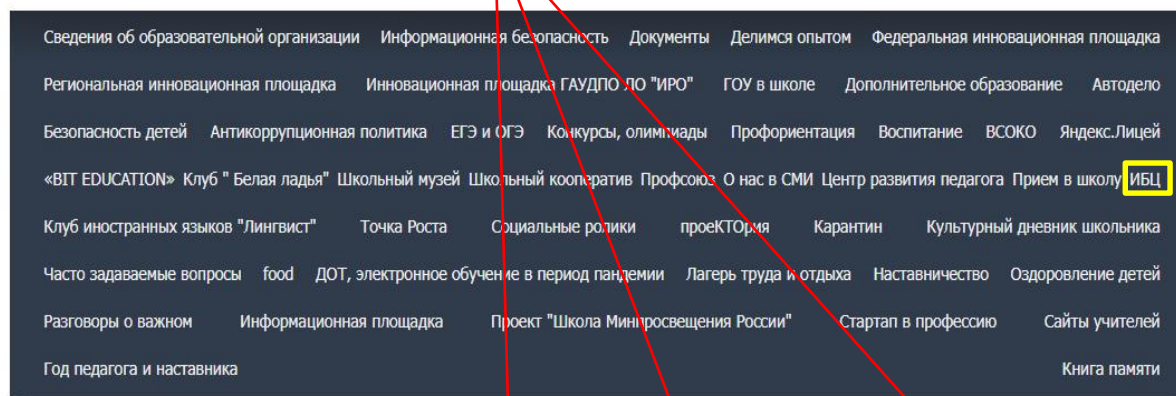 Сведения об образовательной организации Информационная безопасность Документы Делимся опытом Федеральная инновационная площадка
Региональная инновационная площадка Инновационная площадка ГАУДПО ЛО "ИРО" ГОУ в школе Дополнительное образование Автодело
Безопасность детей Антикоррупционная политика ЕГЭ и ОГЭ Конкурсы, олимпиады Профориентация Воспитание ВСОКО Яндекс.Лицей
«BIT EDUCATION» Клуб " Белая ладья" Школьный музей Школьный кооператив Профсоюз О нас в СМИ Центр развития педагога Прием в школу ИБЦ
Клуб иностранных языков "Лингвист" Точка Роста Социальные ролики проеКТОрия Карантин Культурный дневник школьника
Часто задаваемые вопросы food ДОТ, электронное обучение в период пандемии Лагерь труда и отдыха Наставничество Оздоровление детей
Разговоры о важном Информационная площадка Проект "Школа Минпросвещения России" Стартап в профессию Сайты учителей
Год педагога и наставника Книга памяти